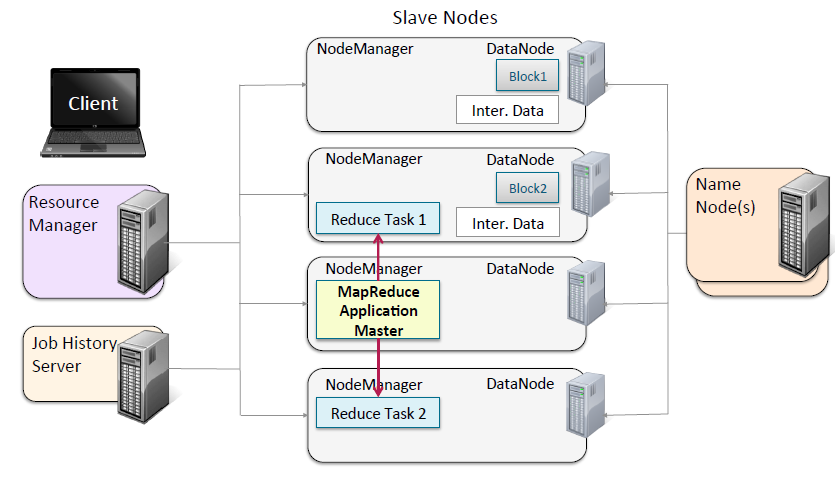 Slave Nodes
Client
Resource
Manager
Job History
Server
NodeManager
DataNode
Block1
Inter. Data
NodeManager
DataNode
Block2
Reduce Task 1
Inter. Data
NodeManager
DataNode
MapReduce
Application
Master
NodeManager
DataNode
Reduce Task 2
Name
Node(s)